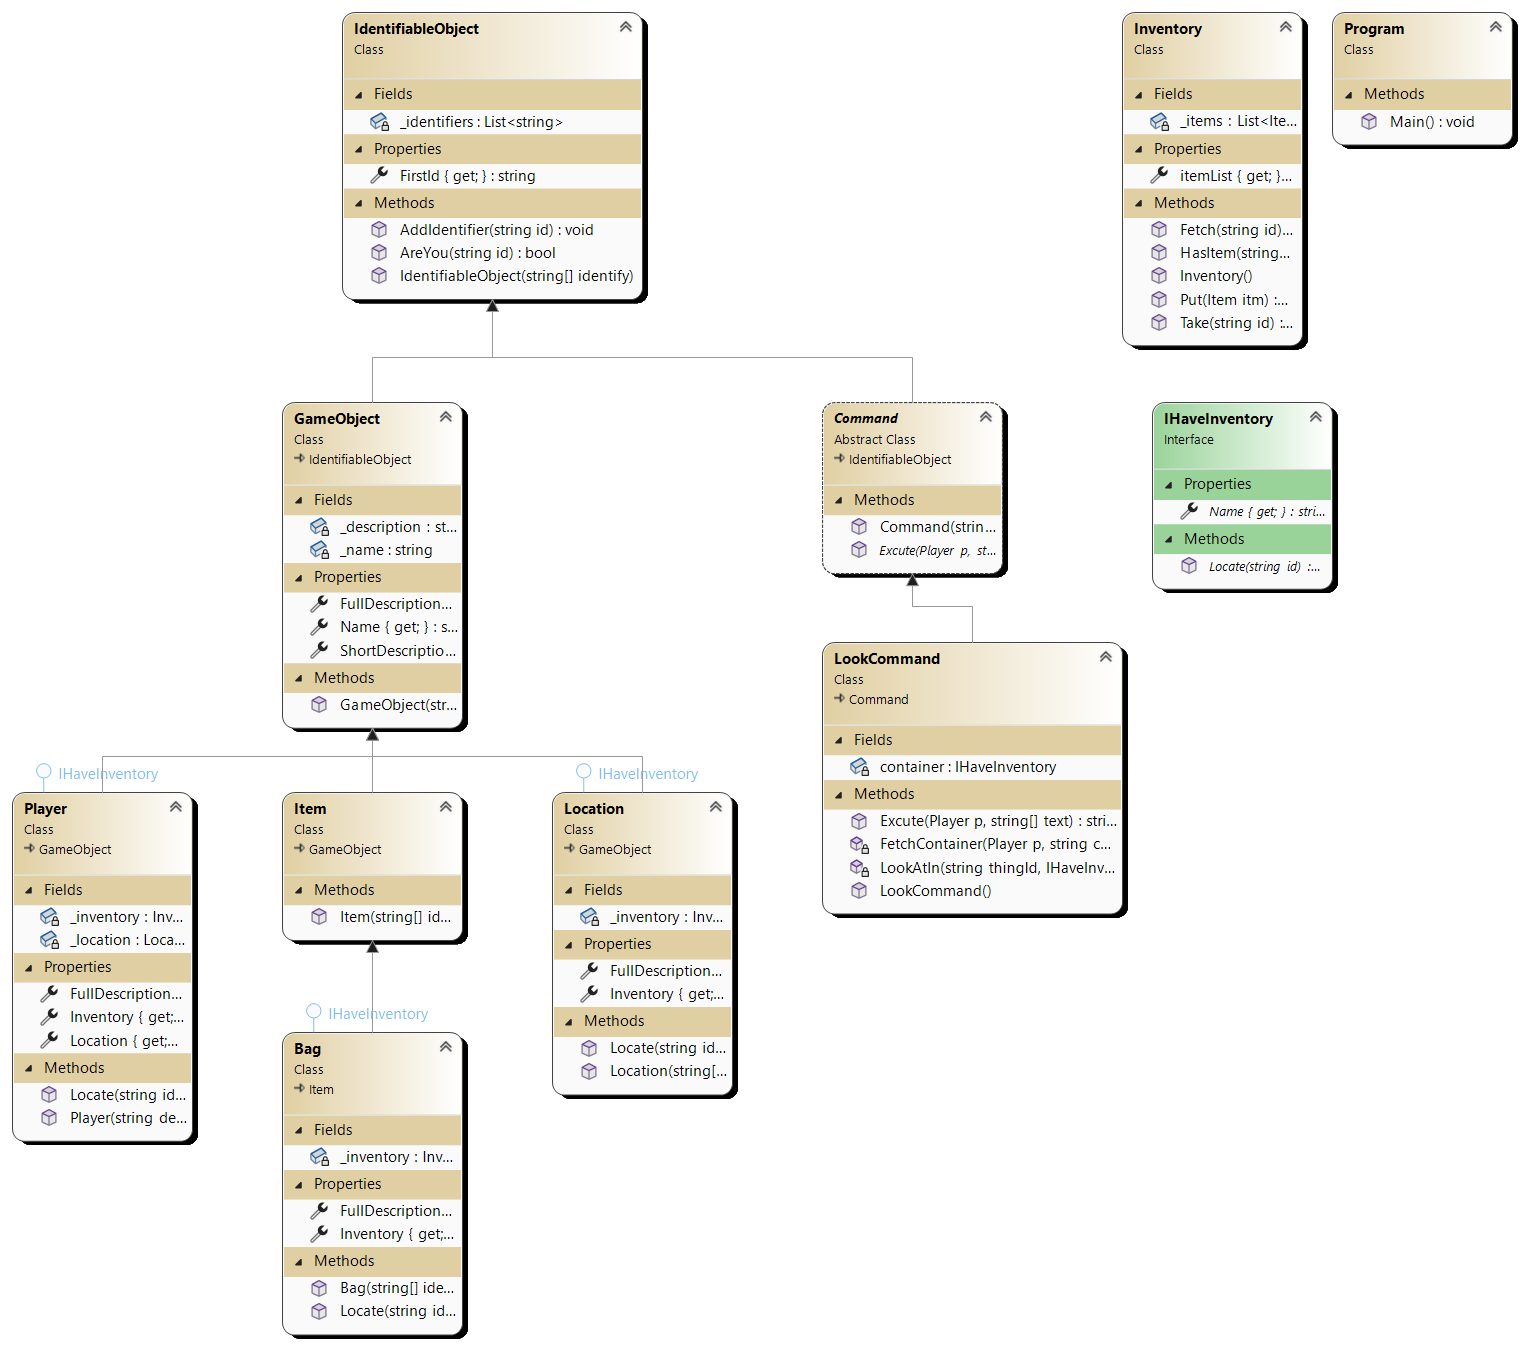 IdentifiableObject
Class
Fields
_identifiers : List<string>
Properties
FirstId { get; } : string
Methods
AddIdentifier(string id) : void
AreYou(string id) : bool
IdentifiableObject(string[] identify)
Inventory
Class
Fields
_items : List<Ite...
Properties
itemList { get; }...
Methods
Fetch(string id)...
HasItem(string...
Inventory()
Put(Item itm) :...
Take(string id) :...
Program
Class
Methods
Main() : void
GameObject
Class
IdentifiableObject
Fields
_description : st...
_name : string
Properties
FullDescription...
Name { get; } : s...
ShortDescriptio...
Methods
GameObject(str...
Command
Abstract Class
IdentifiableObject
Methods
Command(strin...
Excute(Player p, st...
IHaveInventory
Interface
Properties
Name { get; } : stri...
Methods
Locate(string id) :...
LookCommand
Class
Command
Fields
container : IHaveInventory
Methods
Excute(Player p, string[] text) : stri...
FetchContainer(Player p, string c...
LookAtIn(string thingId, IHaveInv...
LookCommand()
IHaveInventory
Player
Class
GameObject
Fields
_inventory : Inv...
_location : Loca...
Properties
FullDescription...
Inventory { get;...
Location { get;...
Methods
Locate(string id...
Player(string de...
Item
Class
GameObject
Methods
Item(string[] id...
IHaveInventory
Location
Class
GameObject
Fields
_inventory : Inv...
Properties
FullDescription...
Inventory { get;...
Methods
Locate(string id...
Location(string[...
IHaveInventory
Bag
Class
Item
Fields
_inventory : Inv...
Properties
FullDescription...
Inventory { get;...
Methods
Bag(string[] ide...
Locate(string id...